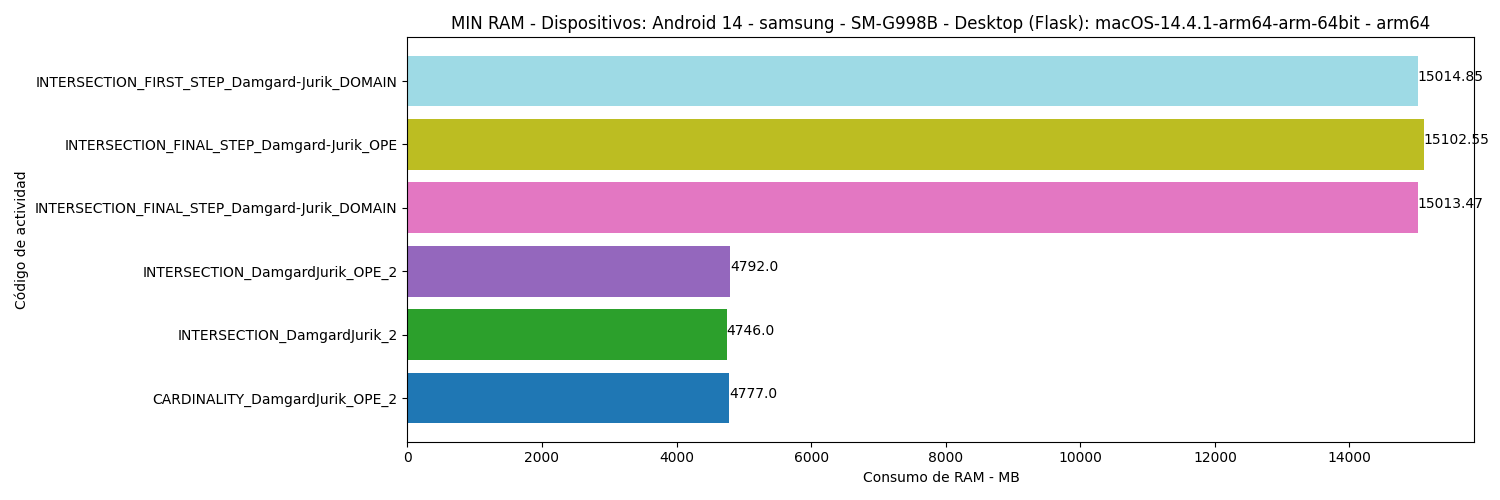 MIN RAM - Dispositivos: Android 14 - samsung - SM-G998B - Desktop (Flask): macOS-14.4.1-arm64-arm-64bit - arm64
Código de actividad
INTERSECTION_FIRST_STEP_Damgard-Jurik_DOMAIN 15014.85
INTERSECTION_FINAL_STEP_Damgard-Jurik_OPE 15102.55
INTERSECTION_FINAL_STEP_Damgard-Jurik_DOMAIN 15013.47
INTERSECTION_DamgardJurik_OPE_2 4792.0
INTERSECTION_DamgardJurik_2 4746.0
CARDINALITY_DamgardJurik_OPE_2 4777.0
0 2000 4000 6000 8000 10000 12000 14000
Consumo de RAM - MB